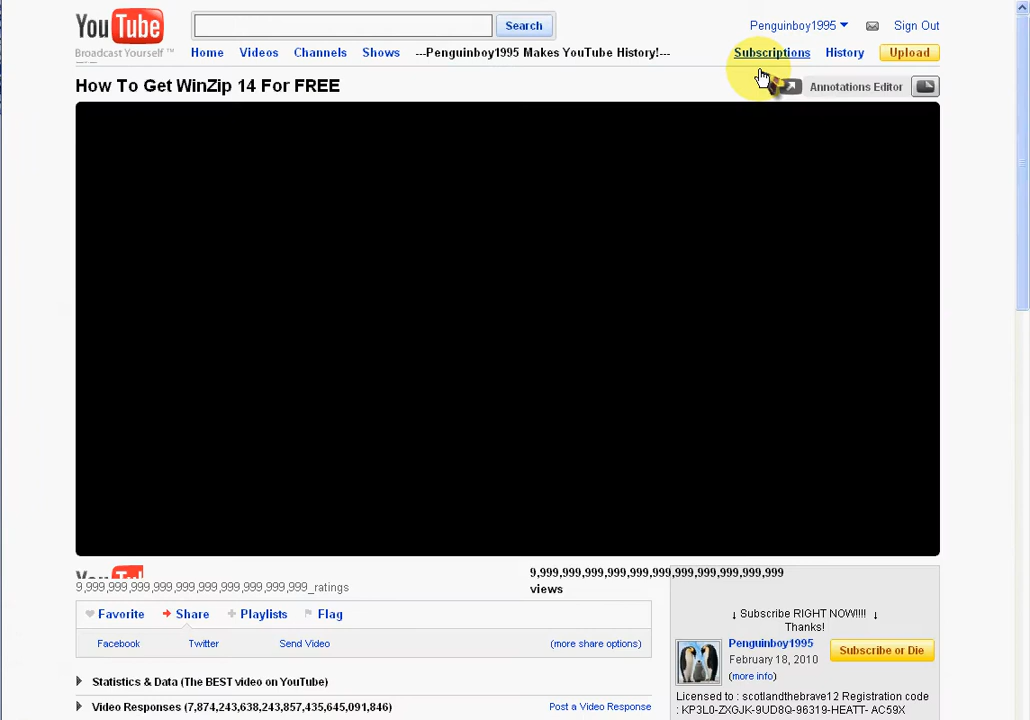 You Tube
Search
Penguinboy1995
Sign Out
Broadcast Yourself ™
Home
Videos
Channels
Shows
---Penguinboy1995 Makes YouTube History!---
Subscriptions
History
Upload
How To Get WinZip 14 For FREE
Annotations Editor
9,999,999,999,999,999,999,999,999,999,999,999
views
9,999,999,999,999,999,999,999,999,999,999_ratings
Favorite
Share
Playlists
Flag
Facebook
Twitter
Send Video
(more share options)
↓ Subscribe RIGHT NOW!!!! ↓
Thanks!
Penguinboy1995
February 18, 2010
(more info)
Subscribe or Die
Licensed to : scotlandthebrave12 Registration code
: KP3L0-ZXGJK-9UD8Q-96319-HEATT- AC59X
Statistics & Data (The BEST video on YouTube)
Video Responses (7,874,243,638,243,857,435,645,091,846)
Post a Video Response